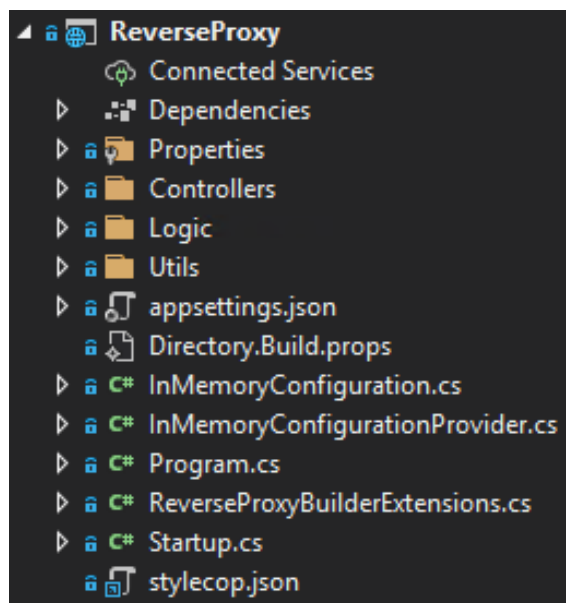 ReverseProxy
Connected Services
Dependencies
Properties
Controllers
Logic
Utils
appsettings.json
Directory.Build.props
C# InMemoryConfiguration.cs
C# InMemoryConfigurationProvider.cs
C# Program.cs
C# ReverseProxyBuilderExtensions.cs
C# Startup.cs
stylecop.json